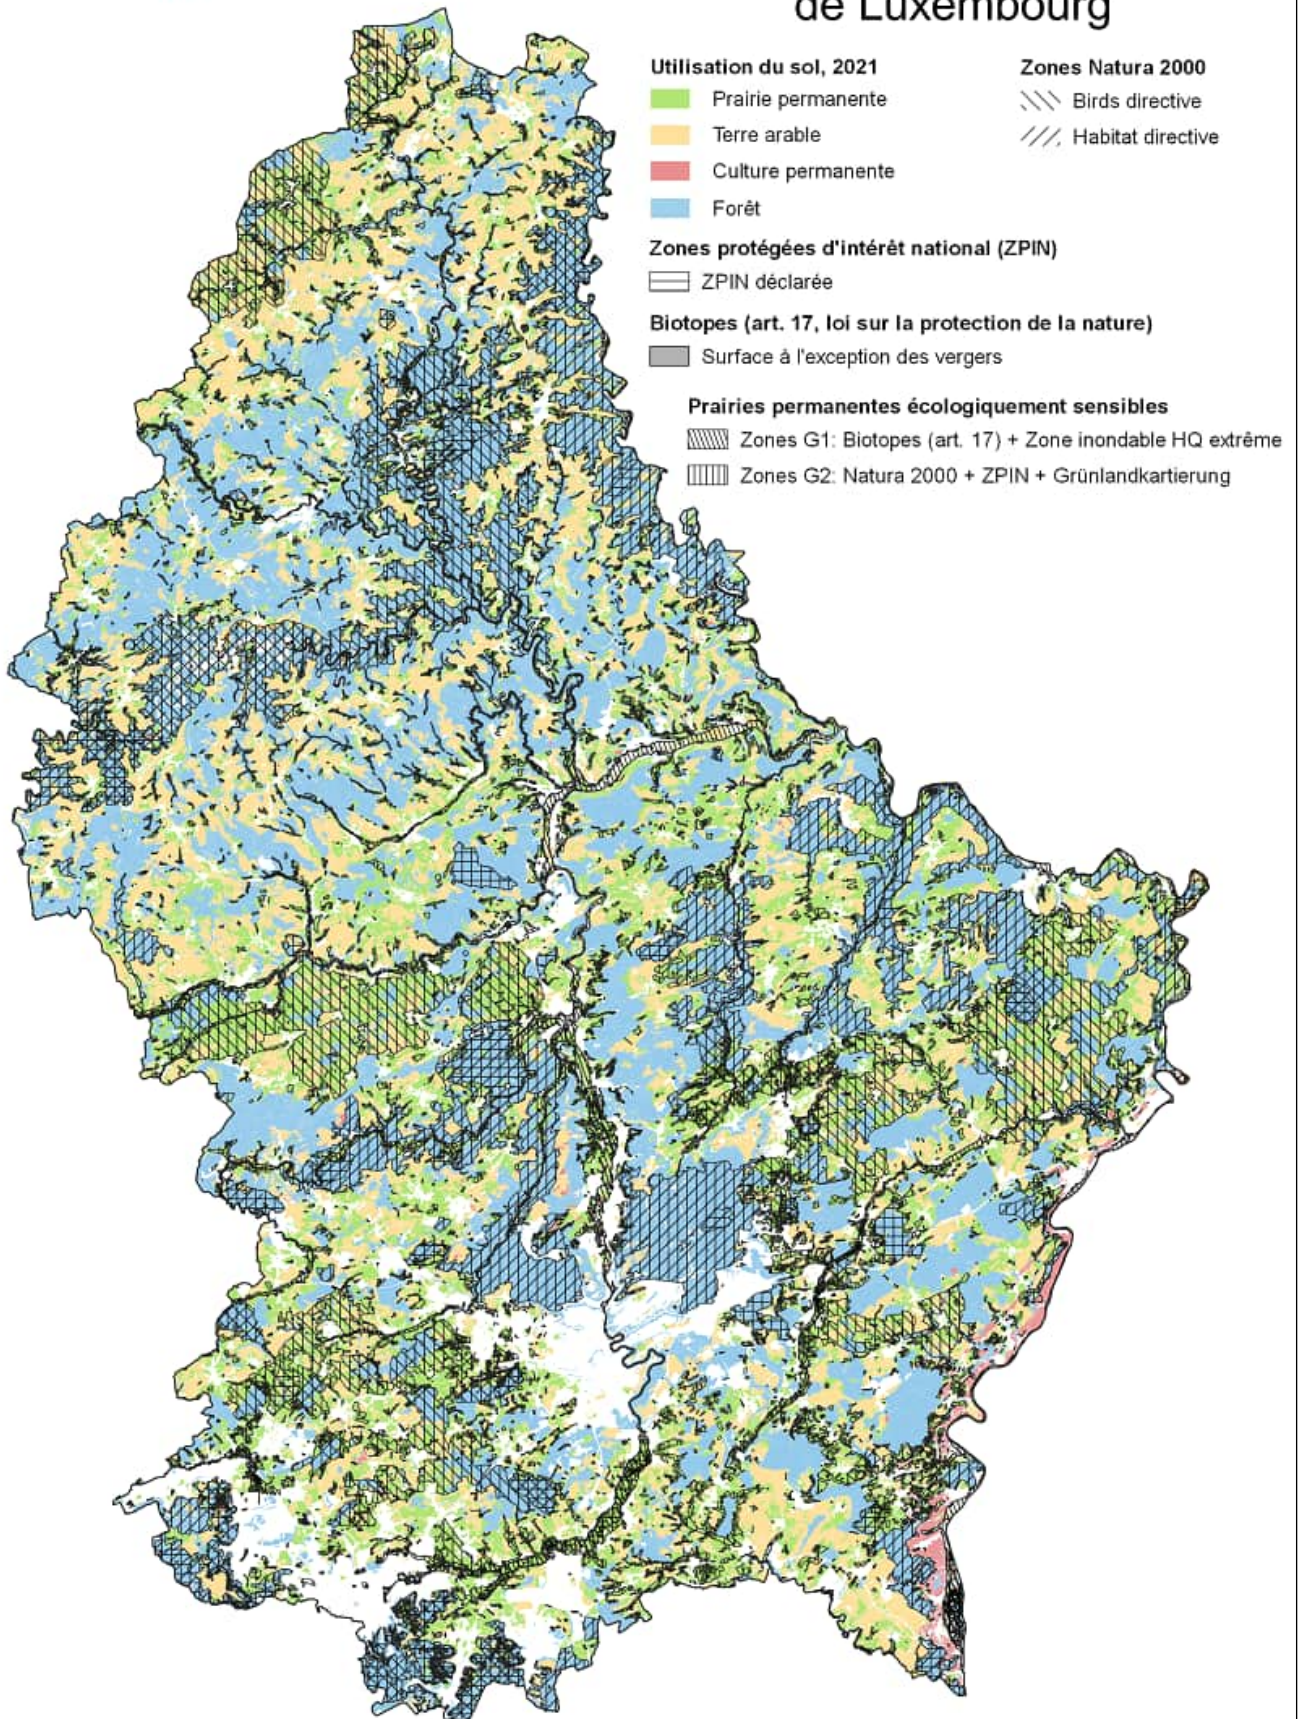 de Luxembourg
Utilisation du sol, 2021
Prairie permanente
Terre arable
Culture permanente
Forêt
Zones Natura 2000
Birds directive
Habitat directive
Zones protégées d'intérêt national (ZPIN)
ZPIN déclarée
Biotopes (art. 17, loi sur la protection de la nature)
Surface à l'exception des vergers
Prairies permanentes écologiquement sensibles
Zones G1: Biotopes (art. 17) + Zone inondable HQ extrême
Zones G2: Natura 2000 + ZPIN + Grünlandkartierung